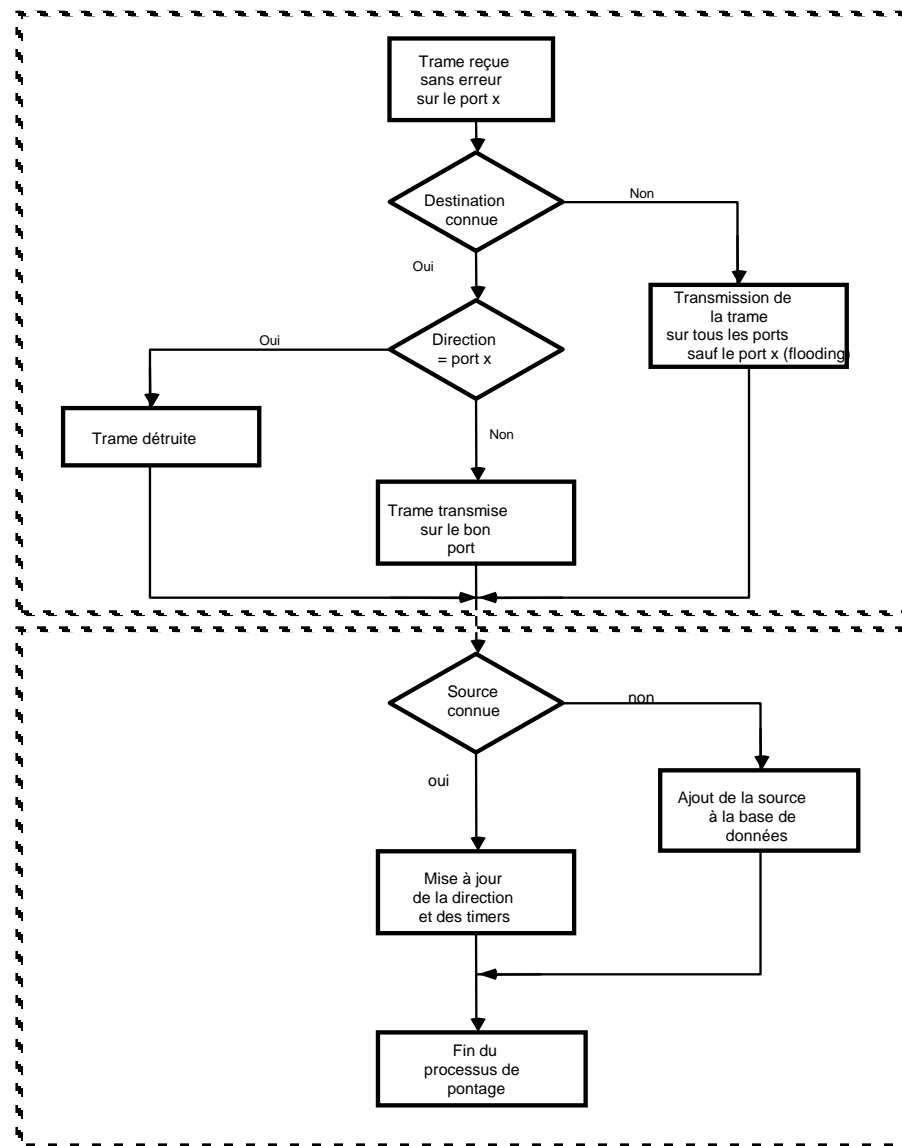 Trame reçue
sans erreur
sur le port x
Destination
connue
Non
Oui
Transmission de
la trame
sur tous les ports
sauf le port x (flooding)
Direction
= port x
Oui
Non
Trame détruite
Trame transmise
sur le bon
port
Source
connue
non
oui
Ajout de la source
à la base de
données
Mise à jour
de la direction
et des timers
Fin du
processus de
pontage